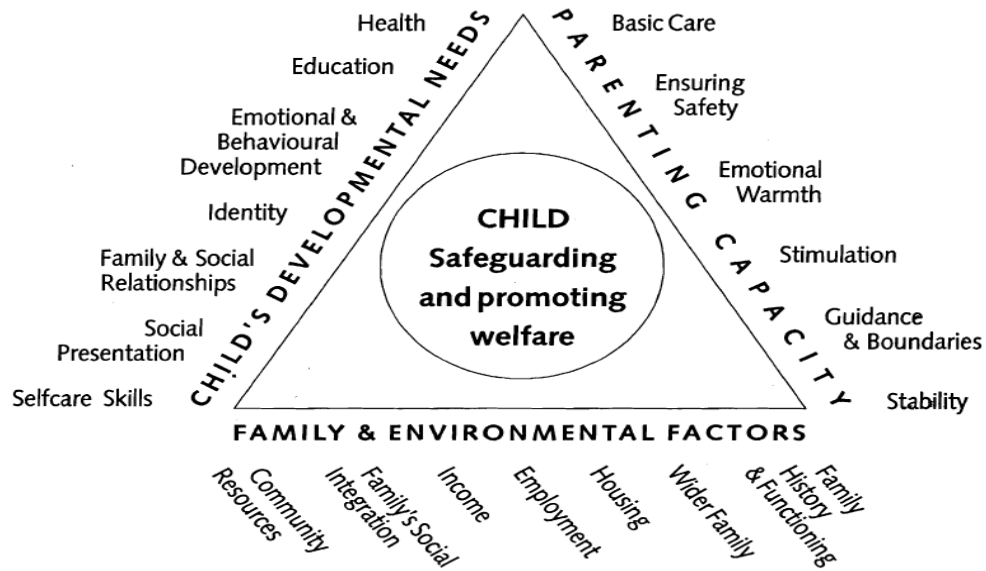 Health
Education
Emotional &
Behavioural
Development
Identity
Family & Social
Relationships
Social
Presentation
Selfcare Skills
CHILD'S DEVELOPMENTAL NEEDS
PARENTING CAPACITY
Basic Care
Ensuring
Safety
Emotional
Warmth
Stimulation
Guidance
& Boundaries
Stability
CHILD
Safeguarding
and promoting
welfare
FAMILY & ENVIRONMENTAL FACTORS
Community
Resources
Family's Social
Integration
Income
Employment
Housing
Wider Family
Family
History
& Functioning